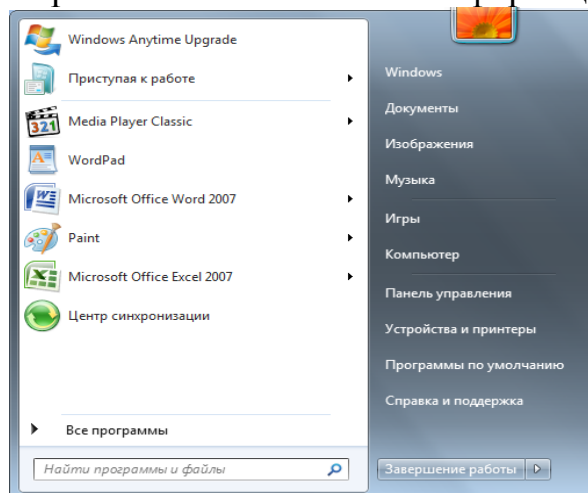 Windows Anytime Upgrade
Приступая к работе
Media Player Classic
321
WordPad
Microsoft Office Word 2007
Paint
Microsoft Office Excel 2007
Центр синхронизации
Все программы
Найти программы и файлы
Windows
Документы
Изображения
Музыка
Игры
Компьютер
Панель управления
Устройства и принтеры
Программы по умолчанию
Справка и поддержка
Завершение работы